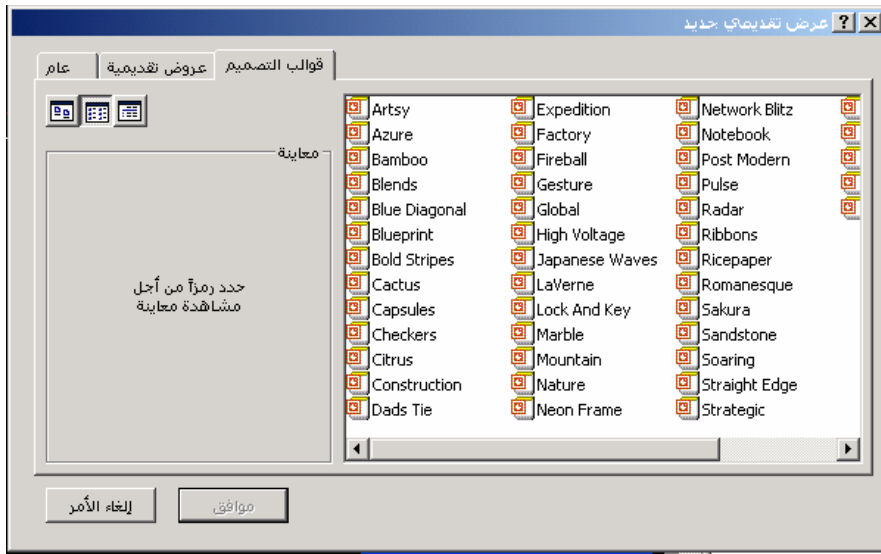 عرض تقديمي جديد
عام
عروض تقديمية
قوالب التصميم
Artsy
Azure
Bamboo
Blends
Blue Diagonal
Blueprint
Bold Stripes
Cactus
Capsules
Checkers
Citrus
Construction
Dads Tie
Expedition
Factory
Fireball
Gesture
Global
High Voltage
Japanese Waves
LaVerne
Lock And Key
Marble
Mountain
Nature
Neon Frame
Network Blitz
Notebook
Post Modern
Pulse
Radar
Ribbons
Ricepaper
Romanesque
Sakura
Sandstone
Soaring
Straight Edge
Strategic
معاينة
حدد رمزاً من أجل
مشاهدة معاينة
موافق
إلغاء الأمر